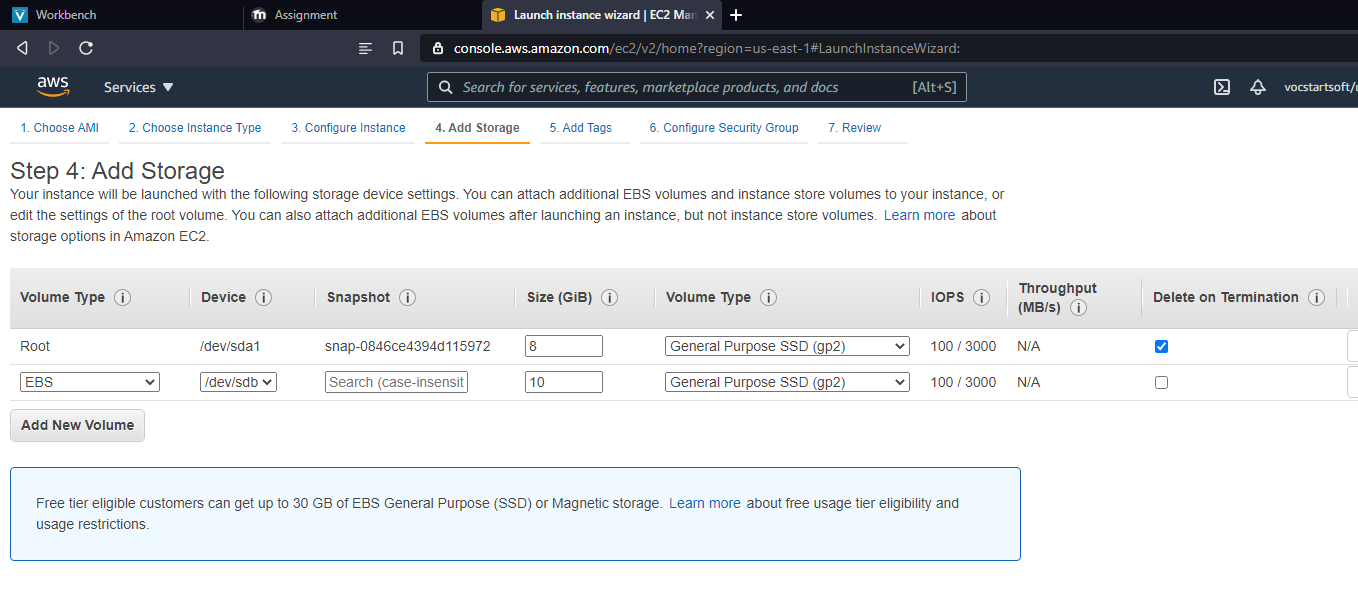 Workbench
Assignment
Launch instance wizard | EC2 Man
console.aws.amazon.com/ec2/v2/home?region=us-east-1#LaunchInstanceWizard:
aws
Services
Search for services, features, marketplace products, and docs
[Alt+S]
vocstartsoft/u
1. Choose AMI
2. Choose Instance Type
3. Configure Instance
4. Add Storage
5. Add Tags
6. Configure Security Group
7. Review
Step 4: Add Storage
Your instance will be launched with the following storage device settings. You can attach additional EBS volumes and instance store volumes to your instance, or
edit the settings of the root volume. You can also attach additional EBS volumes after launching an instance, but not instance store volumes. Learn more about
storage options in Amazon EC2.
Volume Type Device Snapshot Size (GiB) Volume Type IOPS Throughput (MB/s) Delete on Termination
Root /dev/sda1 snap-0846ce4394d115972 8 General Purpose SSD (gp2) 100 / 3000 N/A
EBS /dev/sdb Search (case-insensit 10 General Purpose SSD (gp2) 100 / 3000 N/A
Add New Volume
Free tier eligible customers can get up to 30 GB of EBS General Purpose (SSD) or Magnetic storage. Learn more about free usage tier eligibility and
usage restrictions.